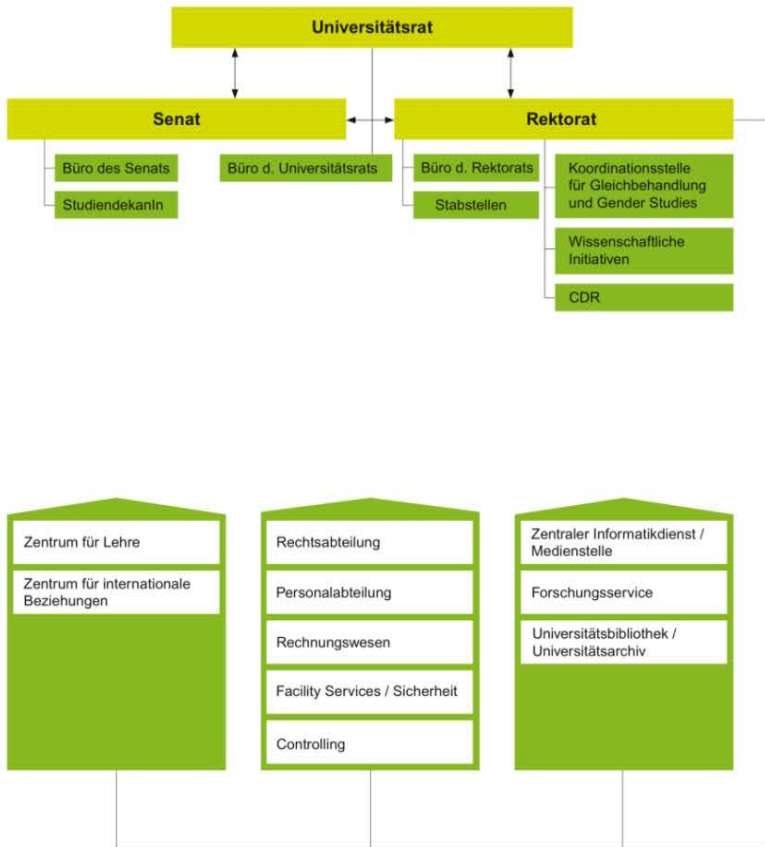 Universitätsrat
Senat
Rektorat
Büro des Senats
StudiendekanIn
Büro d. Universitätsrats
Büro d. Rektorats
Stabstellen
Koordinationsstelle
für Gleichbehandlung
und Gender Studies
Wissenschaftliche
Initiativen
CDR
Zentrum für Lehre
Zentrum für internationale
Beziehungen
Rechtsabteilung
Personalabteilung
Rechnungswesen
Facility Services / Sicherheit
Controlling
Zentraler Informatikdienst /
Medienstelle
Forschungsservice
Universitätsbibliothek /
Universitätsarchiv